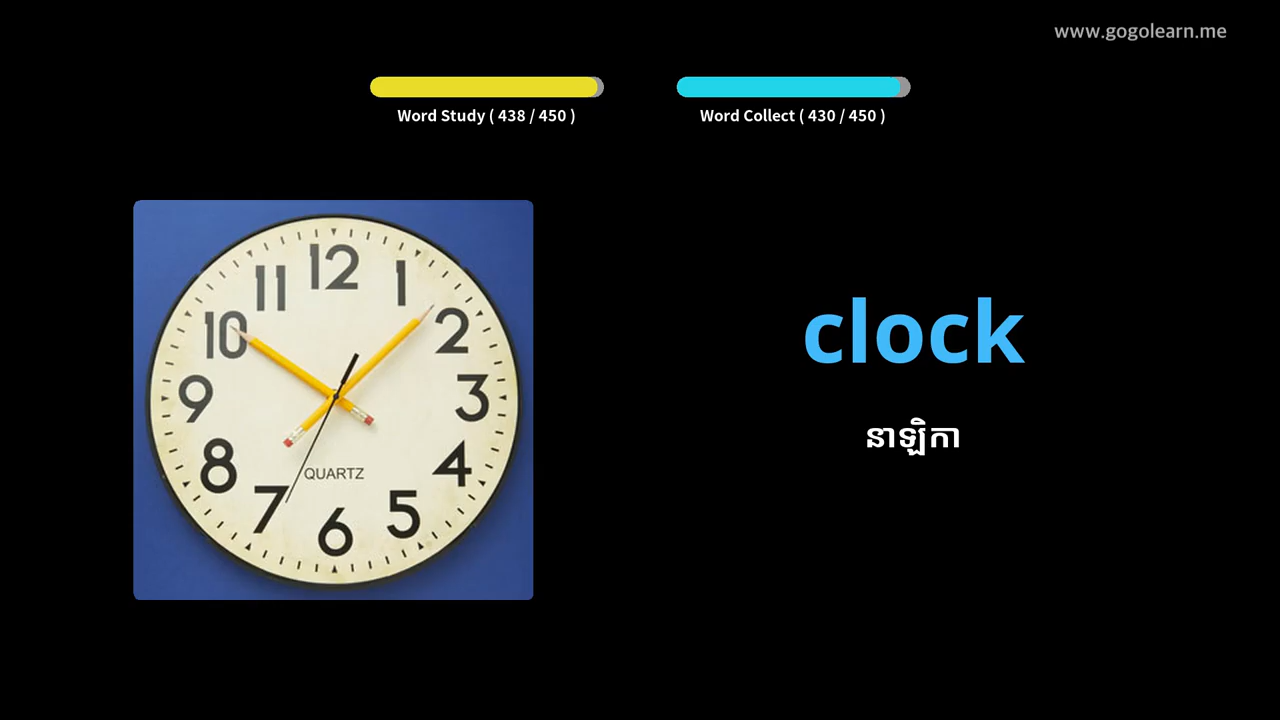 www.gogolearn.me
Word Study ( 438 / 450 )
Word Collect ( 430 / 450 )
12
1
2
3
4
5
6
7
8
9
10
11
QUARTZ
clock
នាឡិកា